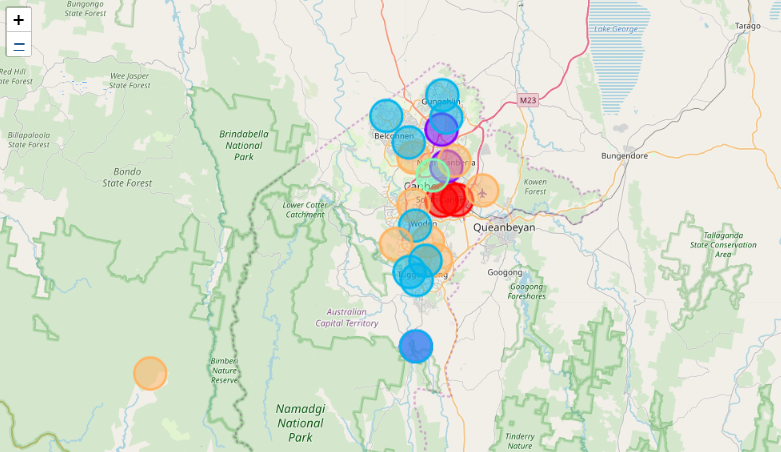 Bungongo
State Forest
+
−
Wee Jasper
State Forest
Red Hill
State Forest
Billapaloola
State Forest
Bondo
State Forest
Brindabella
National
Park
Lower Cotter
Catchment
Gungahlin
Belconnen
M23
Lake George
Tarago
Bungendore
Kowen
Forest
Queanbeyan
Woden
Googong
Googong
Foreshores
Tallaganda
State Conservation
Area
Australian
Capital Territory
Bimberi
Nature
Reserve
Namadgi
National
Park
Tinderry
Nature